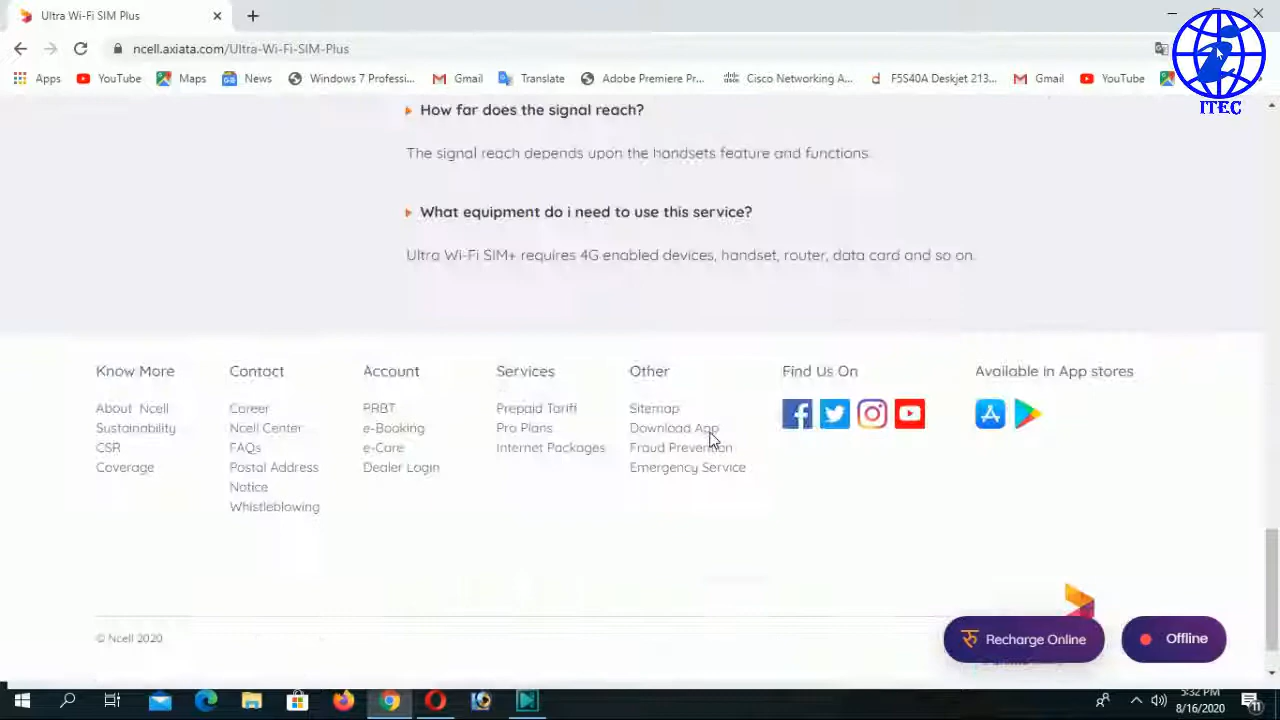 Ultra Wi-Fi SIM Plus
ncell.axiata.com/Ultra-Wi-Fi-SIM-Plus
Apps YouTube Maps News Windows 7 Professi... Gmail Translate Adobe Premiere Pr... Cisco Networking A... F5S40A Deskjet 213... Gmail YouTube
ITEC
How far does the signal reach?
The signal reach depends upon the handsets feature and functions.
What equipment do i need to use this service?
Ultra Wi-Fi SIM+ requires 4G enabled devices, handset, router, data card and so on.
Know More
About Ncell
Sustainability
CSR
Coverage
Contact
Career
Ncell Center
FAQs
Postal Address
Notice
Whistleblowing
Account
PRBT
e-Booking
e-Care
Dealer Login
Services
Prepaid Tariff
Pro Plans
Internet Packages
Other
Sitemap
Download App
Fraud Prevention
Emergency Service
Find Us On
Available in App stores
© Ncell 2020
रु Recharge Online
Offline
5:32 PM
8/16/2020
11